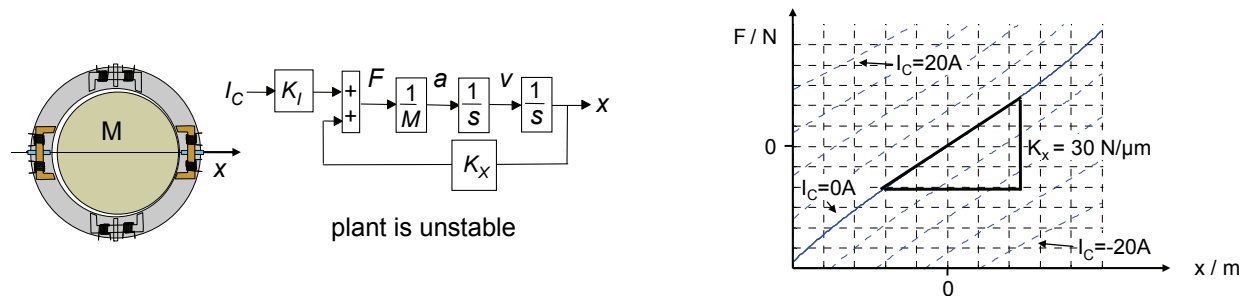 M
x
I_C
K_I
+
+
F
1
M
a
1
s
v
1
s
x
K_X
plant is unstable
F / N
I_C=20A
0
K_x = 30 N/µm
I_C=0A
I_C=-20A
x / m
0